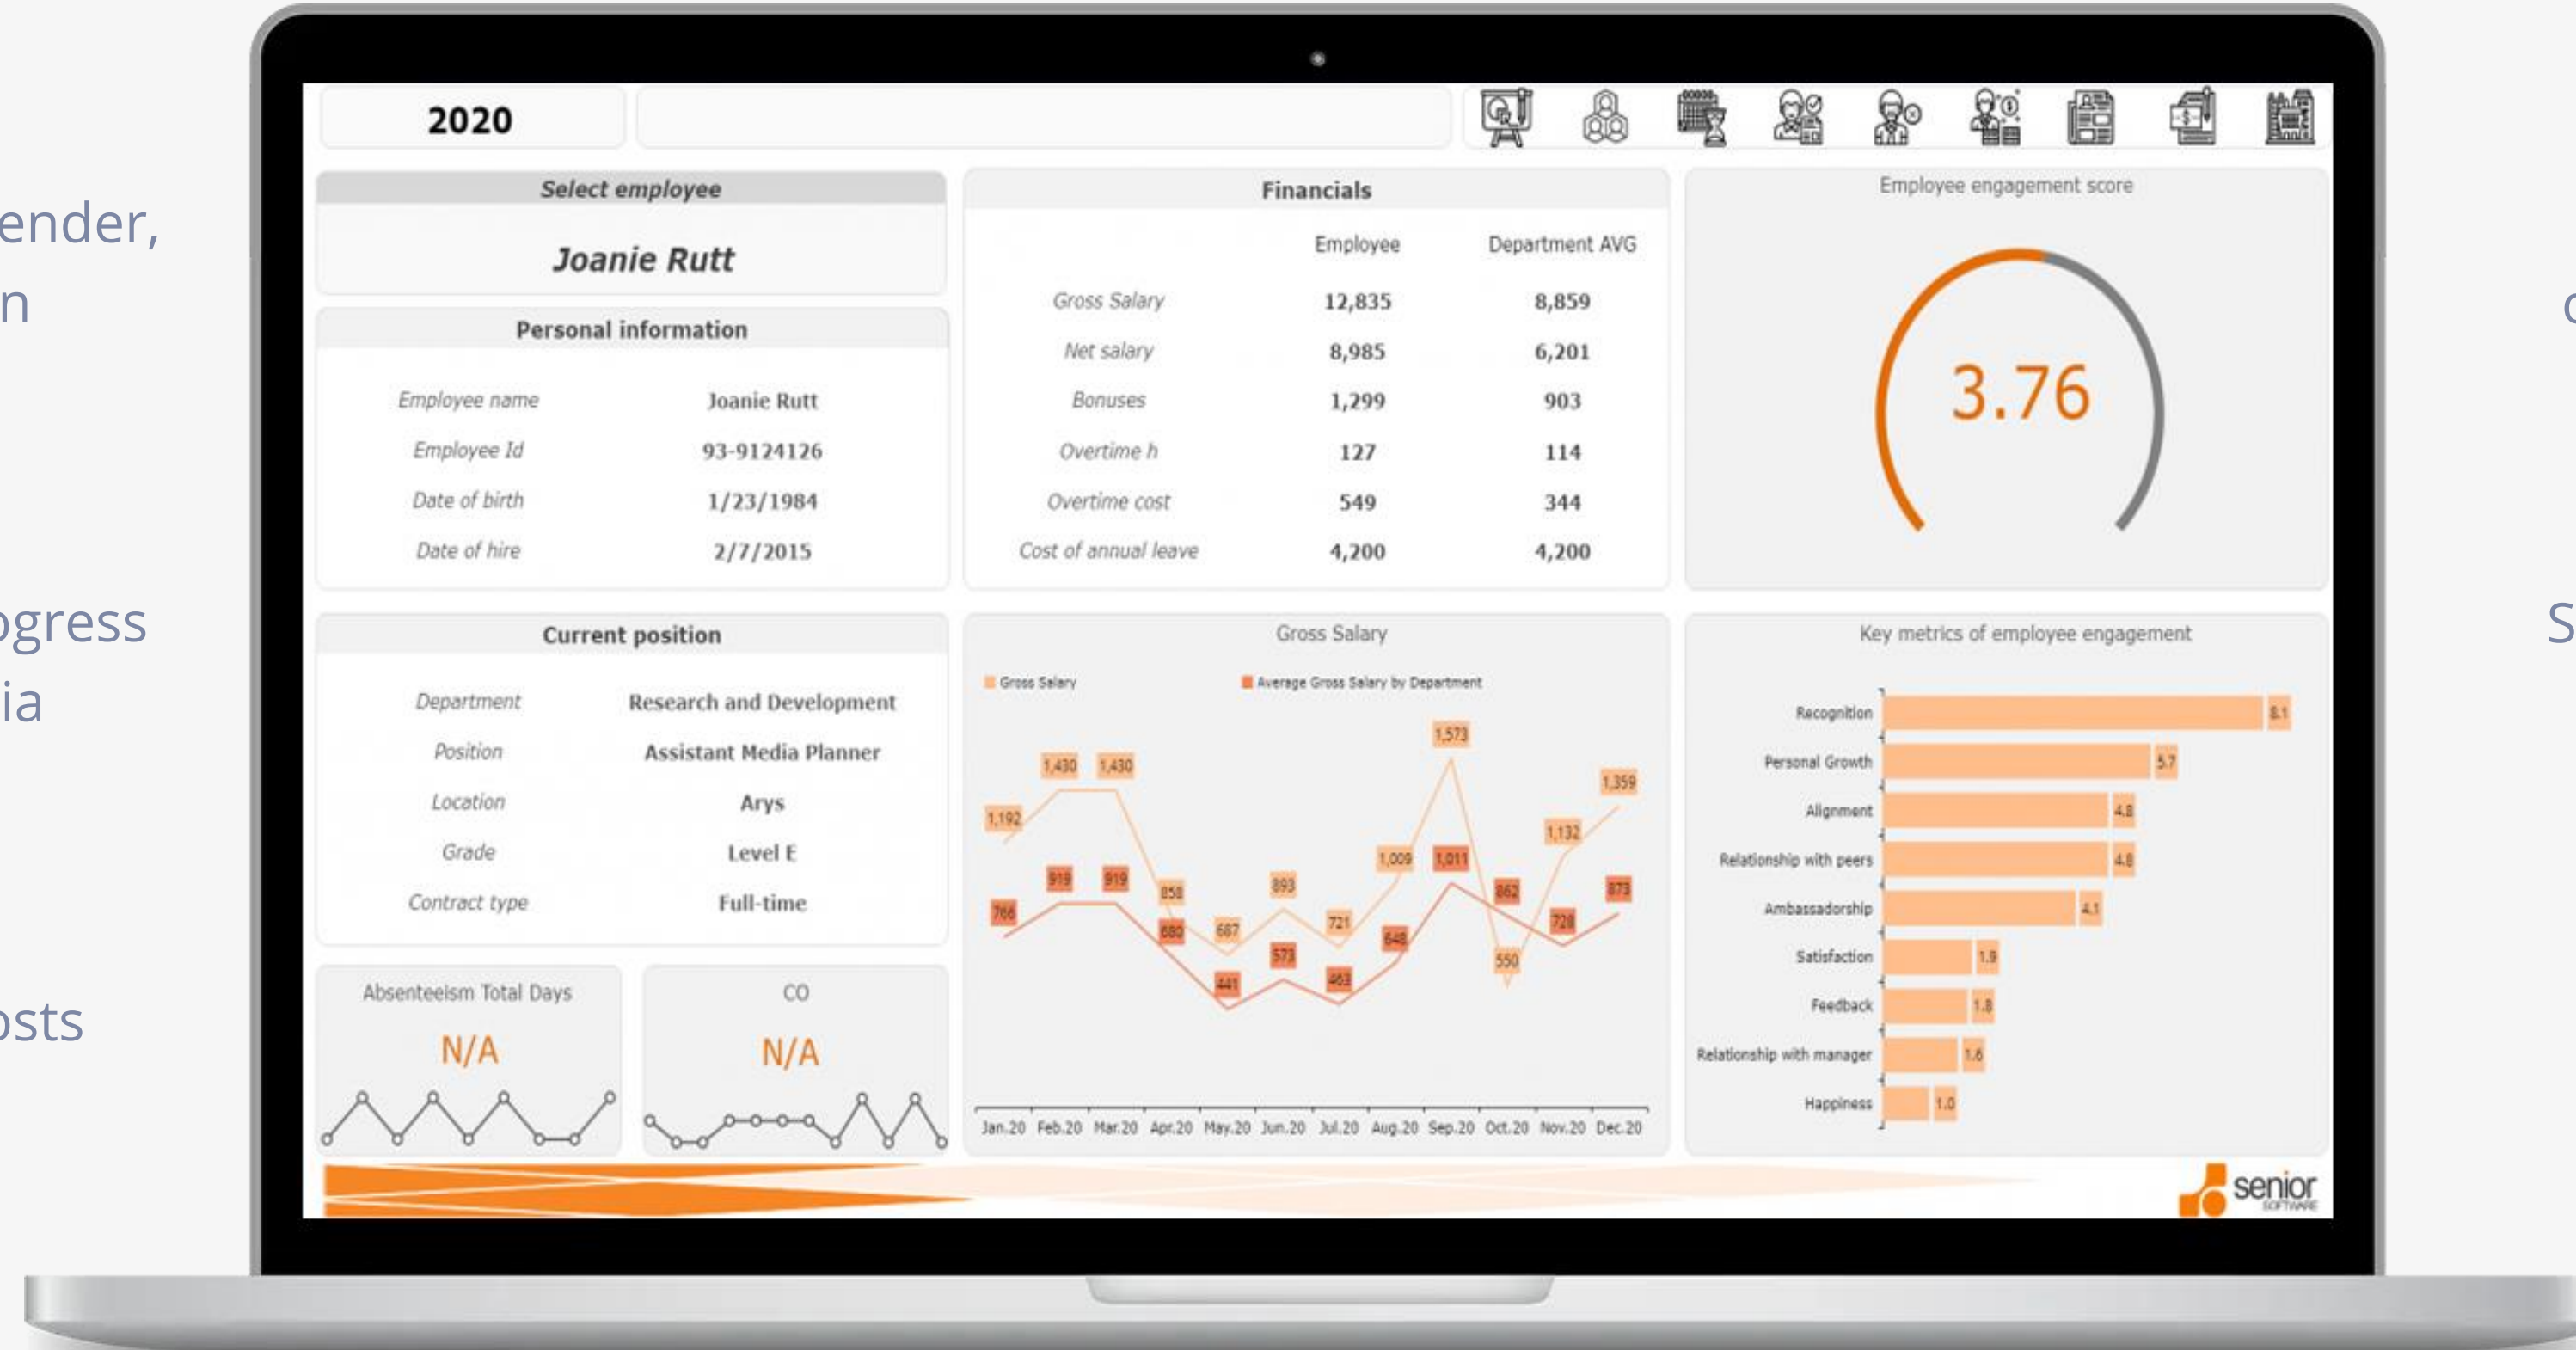 ender,
n
ogress
ia
osts
2020
Select employee
Joanie Rutt
Personal information
Employee name Joanie Rutt
Employee Id 93-9124126
Date of birth 1/23/1984
Date of hire 2/7/2015
Financials
Employee Department AVG
Gross Salary 12,835 8,859
Net salary 8,985 6,201
Bonuses 1,299 903
Overtime h 127 114
Overtime cost 549 344
Cost of annual leave 4,200 4,200
Employee engagement score
3.76
Current position
Department Research and Development
Position Assistant Media Planner
Location Arys
Grade Level E
Contract type Full-time
Absenteeism Total Days
N/A
CO
N/A
Gross Salary
Gross Salary Average Gross Salary by Department
1,573
1,430 1,430
1,359
1,192
1,132
1,009 1,011
919 919 858 893 862 873
766 680 687 721 648 728
573 550
441 463
Jan.20 Feb.20 Mar.20 Apr.20 May.20 Jun.20 Jul.20 Aug.20 Sep.20 Oct.20 Nov.20 Dec.20
Key metrics of employee engagement
Recognition 8.1
Personal Growth 5.7
Alignment 4.8
Relationship with peers 4.8
Ambassadorship 4.1
Satisfaction 1.9
Feedback 1.8
Relationship with manager 1.6
Happiness 1.0
senior
SOFTWARE
S